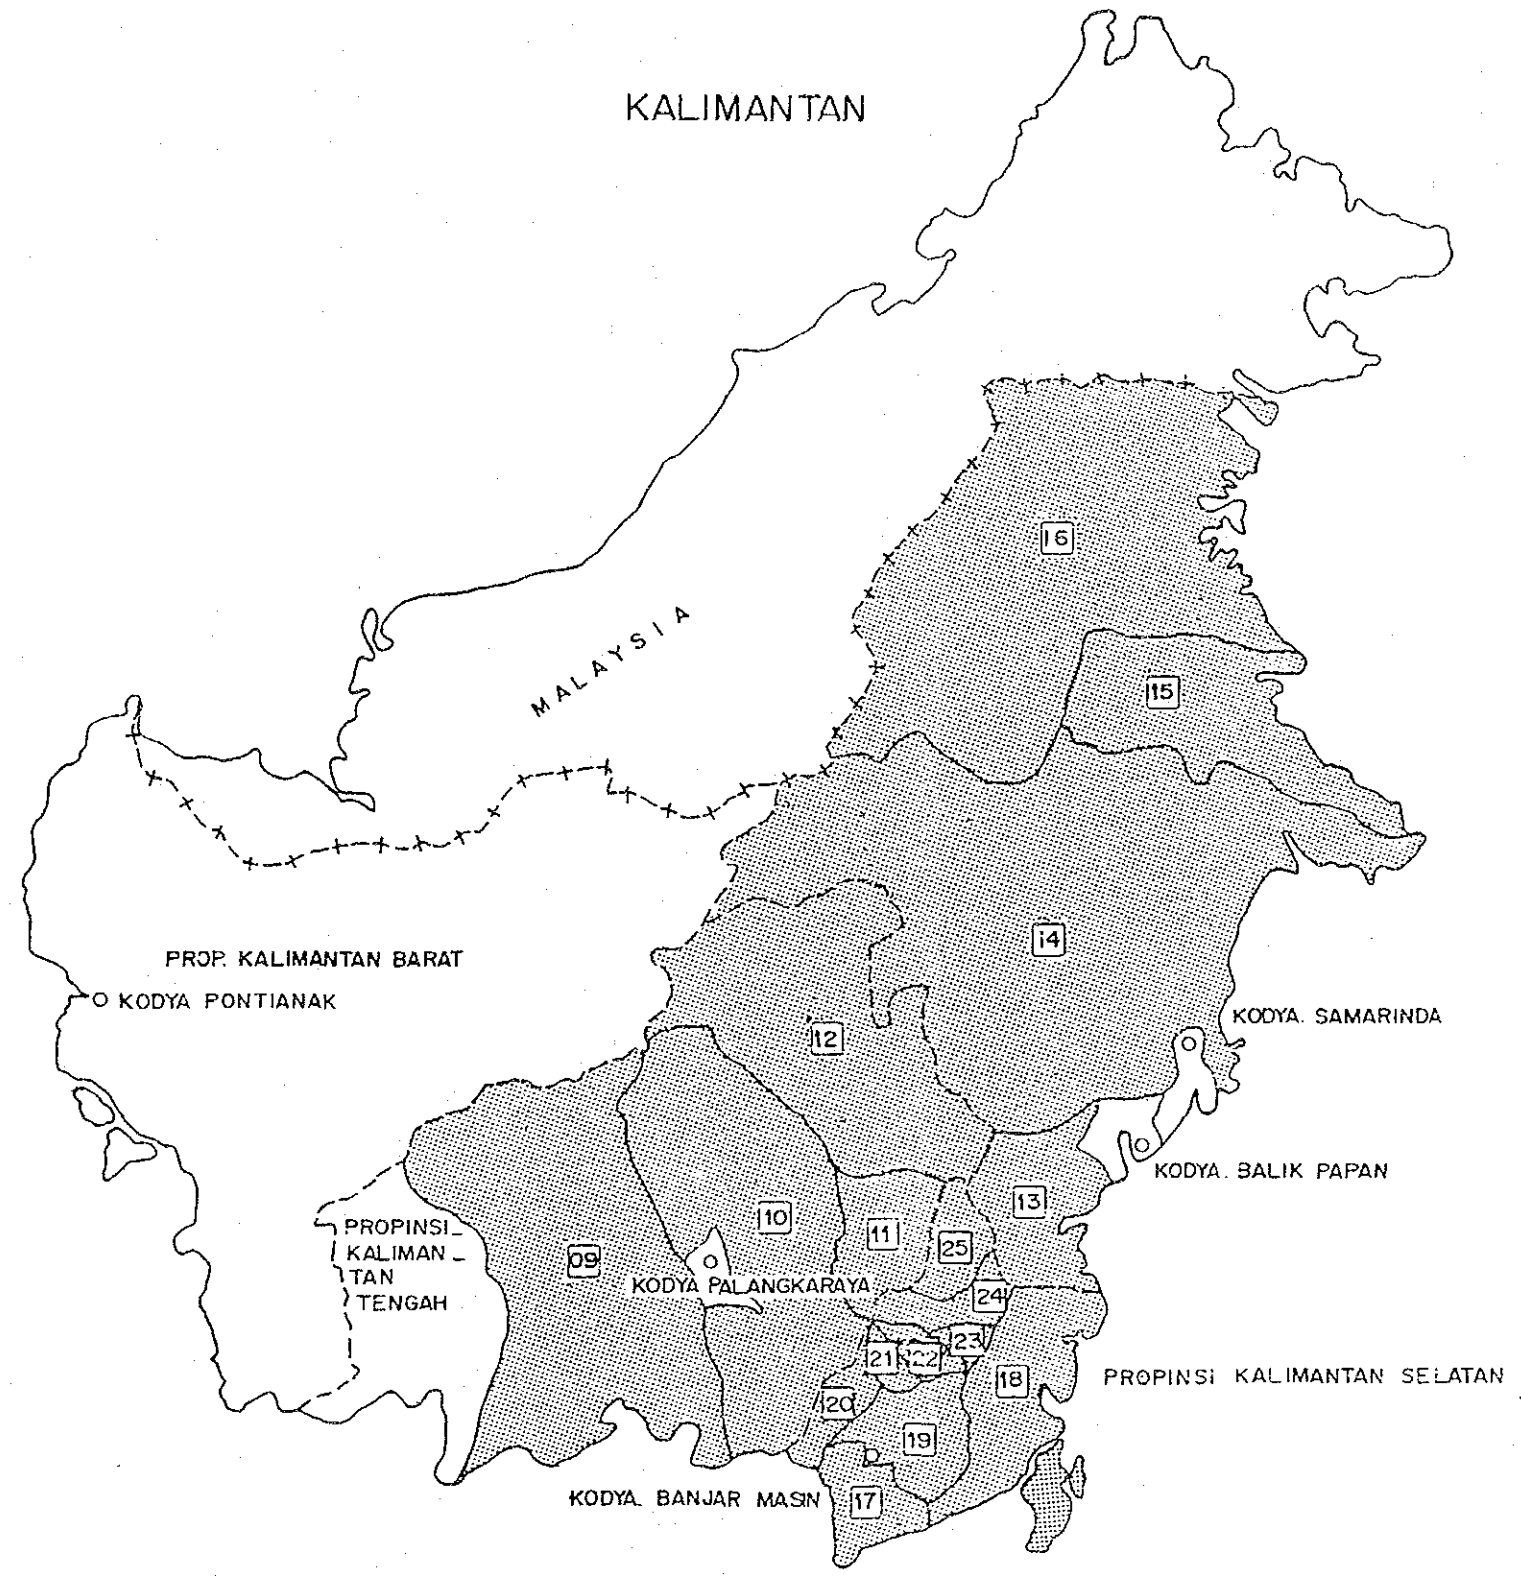 KALIMANTAN
MALAYSIA
16
15
14
PROP. KALIMANTAN BARAT
KODYA PONTIANAK
KODYA. SAMARINDA
12
KODYA. BALIK PAPAN
13
10
11
PROPINSI_
KALIMAN_
TAN
TENGAH
25
09
KODYA PALANGKARAYA
24
23
21
22
18
PROPINSI KALIMANTAN SELATAN
20
19
KODYA. BANJAR MASIN
17